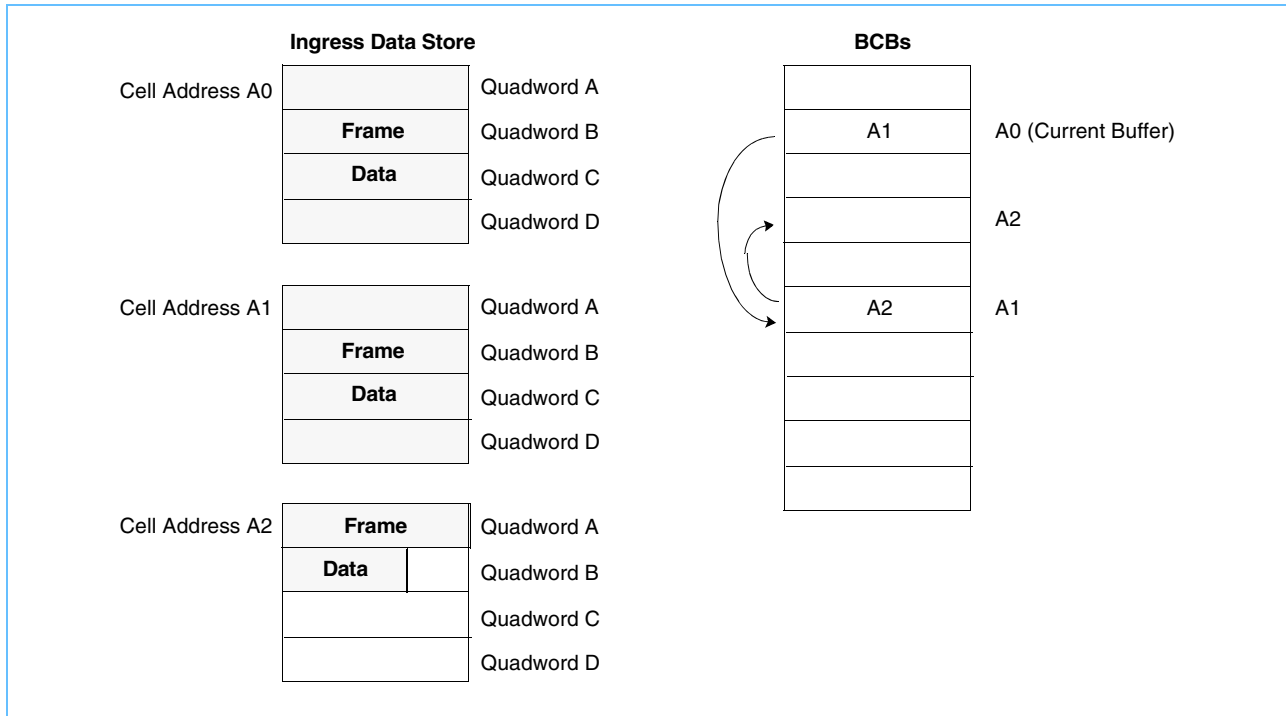 Ingress Data Store
Cell Address A0
Quadword A
Frame
Quadword B
Data
Quadword C
Quadword D
Cell Address A1
Quadword A
Frame
Quadword B
Data
Quadword C
Quadword D
Cell Address A2
Frame
Quadword A
Data
Quadword B
Quadword C
Quadword D
BCBs
A1
A0 (Current Buffer)
A2
A2
A1